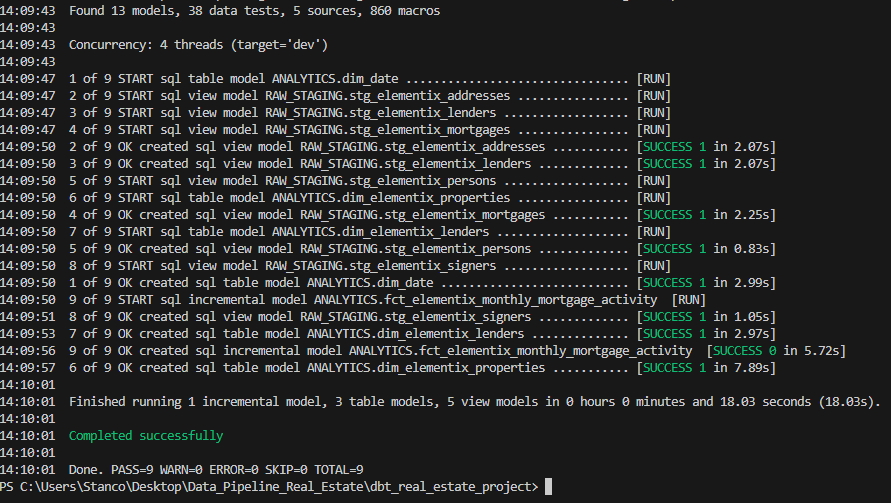 14:09:43  Found 13 models, 38 data tests, 5 sources, 860 macros
14:09:43
14:09:43  Concurrency: 4 threads (target='dev')
14:09:43
14:09:47  1 of 9 START sql table model ANALYTICS.dim_date ................................ [RUN]
14:09:47  2 of 9 START sql view model RAW_STAGING.stg_elementix_addresses ................ [RUN]
14:09:47  3 of 9 START sql view model RAW_STAGING.stg_elementix_lenders .................. [RUN]
14:09:47  4 of 9 START sql view model RAW_STAGING.stg_elementix_mortgages ................ [RUN]
14:09:50  2 of 9 OK created sql view model RAW_STAGING.stg_elementix_addresses ........... [SUCCESS 1 in 2.07s]
14:09:50  3 of 9 OK created sql view model RAW_STAGING.stg_elementix_lenders ............. [SUCCESS 1 in 2.07s]
14:09:50  5 of 9 START sql view model RAW_STAGING.stg_elementix_persons .................. [RUN]
14:09:50  6 of 9 START sql table model ANALYTICS.dim_elementix_properties ................ [RUN]
14:09:50  4 of 9 OK created sql view model RAW_STAGING.stg_elementix_mortgages ........... [SUCCESS 1 in 2.25s]
14:09:50  7 of 9 START sql table model ANALYTICS.dim_elementix_lenders ................... [RUN]
14:09:50  5 of 9 OK created sql view model RAW_STAGING.stg_elementix_persons ............. [SUCCESS 1 in 0.83s]
14:09:50  8 of 9 START sql view model RAW_STAGING.stg_elementix_signers .................. [RUN]
14:09:50  1 of 9 OK created sql table model ANALYTICS.dim_date ........................... [SUCCESS 1 in 2.99s]
14:09:50  9 of 9 START sql incremental model ANALYTICS.fct_elementix_monthly_mortgage_activity  [RUN]
14:09:51  8 of 9 OK created sql view model RAW_STAGING.stg_elementix_signers ............. [SUCCESS 1 in 1.05s]
14:09:53  7 of 9 OK created sql table model ANALYTICS.dim_elementix_lenders .............. [SUCCESS 1 in 2.97s]
14:09:56  9 of 9 OK created sql incremental model ANALYTICS.fct_elementix_monthly_mortgage_activity  [SUCCESS 0 in 5.72s]
14:09:57  6 of 9 OK created sql table model ANALYTICS.dim_elementix_properties ........... [SUCCESS 1 in 7.89s]
14:10:01
14:10:01  Finished running 1 incremental model, 3 table models, 5 view models in 0 hours 0 minutes and 18.03 seconds (18.03s).
14:10:01
14:10:01  Completed successfully
14:10:01
14:10:01  Done. PASS=9 WARN=0 ERROR=0 SKIP=0 TOTAL=9
PS C:\Users\Stanco\Desktop\Data_Pipeline_Real_Estate\dbt_real_estate_project>